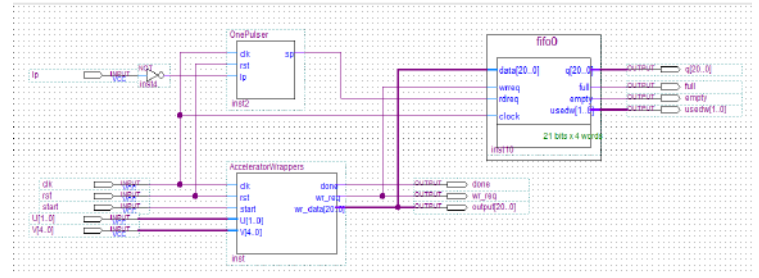 OnePulser
clk sp
rst
lp
inst2
lp INPUT VCC NOT
fifo0
data[20..0] q[20..0]
wrreq full
rdreq empty
usedw[1..0]
clock
21 bits x 4 words
inst10
OUTPUT q[20..0]
OUTPUT full
OUTPUT empty
OUTPUT usedw[1..0]
AcceleratorWrappers
clk done
rst wr_req
start wr_data[20..0]
U[1..0]
V[4..0]
inst
clk INPUT VCC
rst INPUT VCC
start INPUT VCC
U[1..0] INPUT VCC
V[4..0] INPUT VCC
OUTPUT done
OUTPUT wr_req
OUTPUT output[20..0]